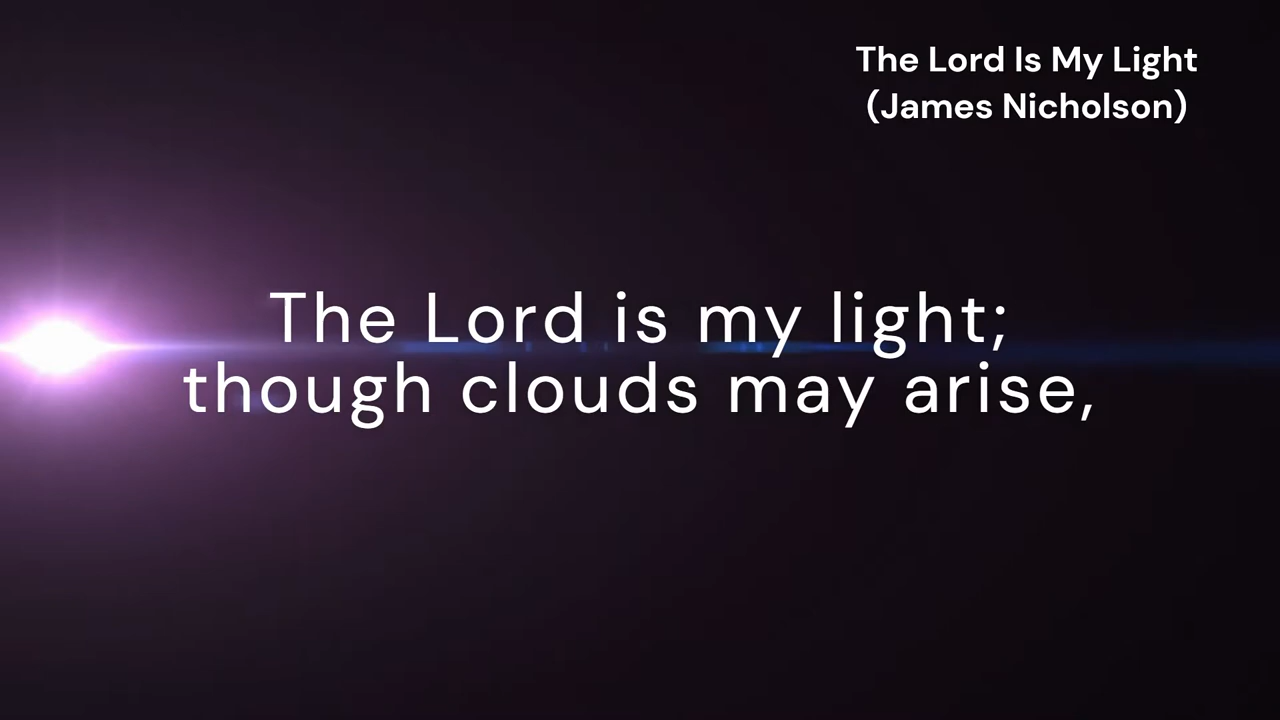 The Lord Is My Light
(James Nicholson)
The Lord is my light;
though clouds may arise,